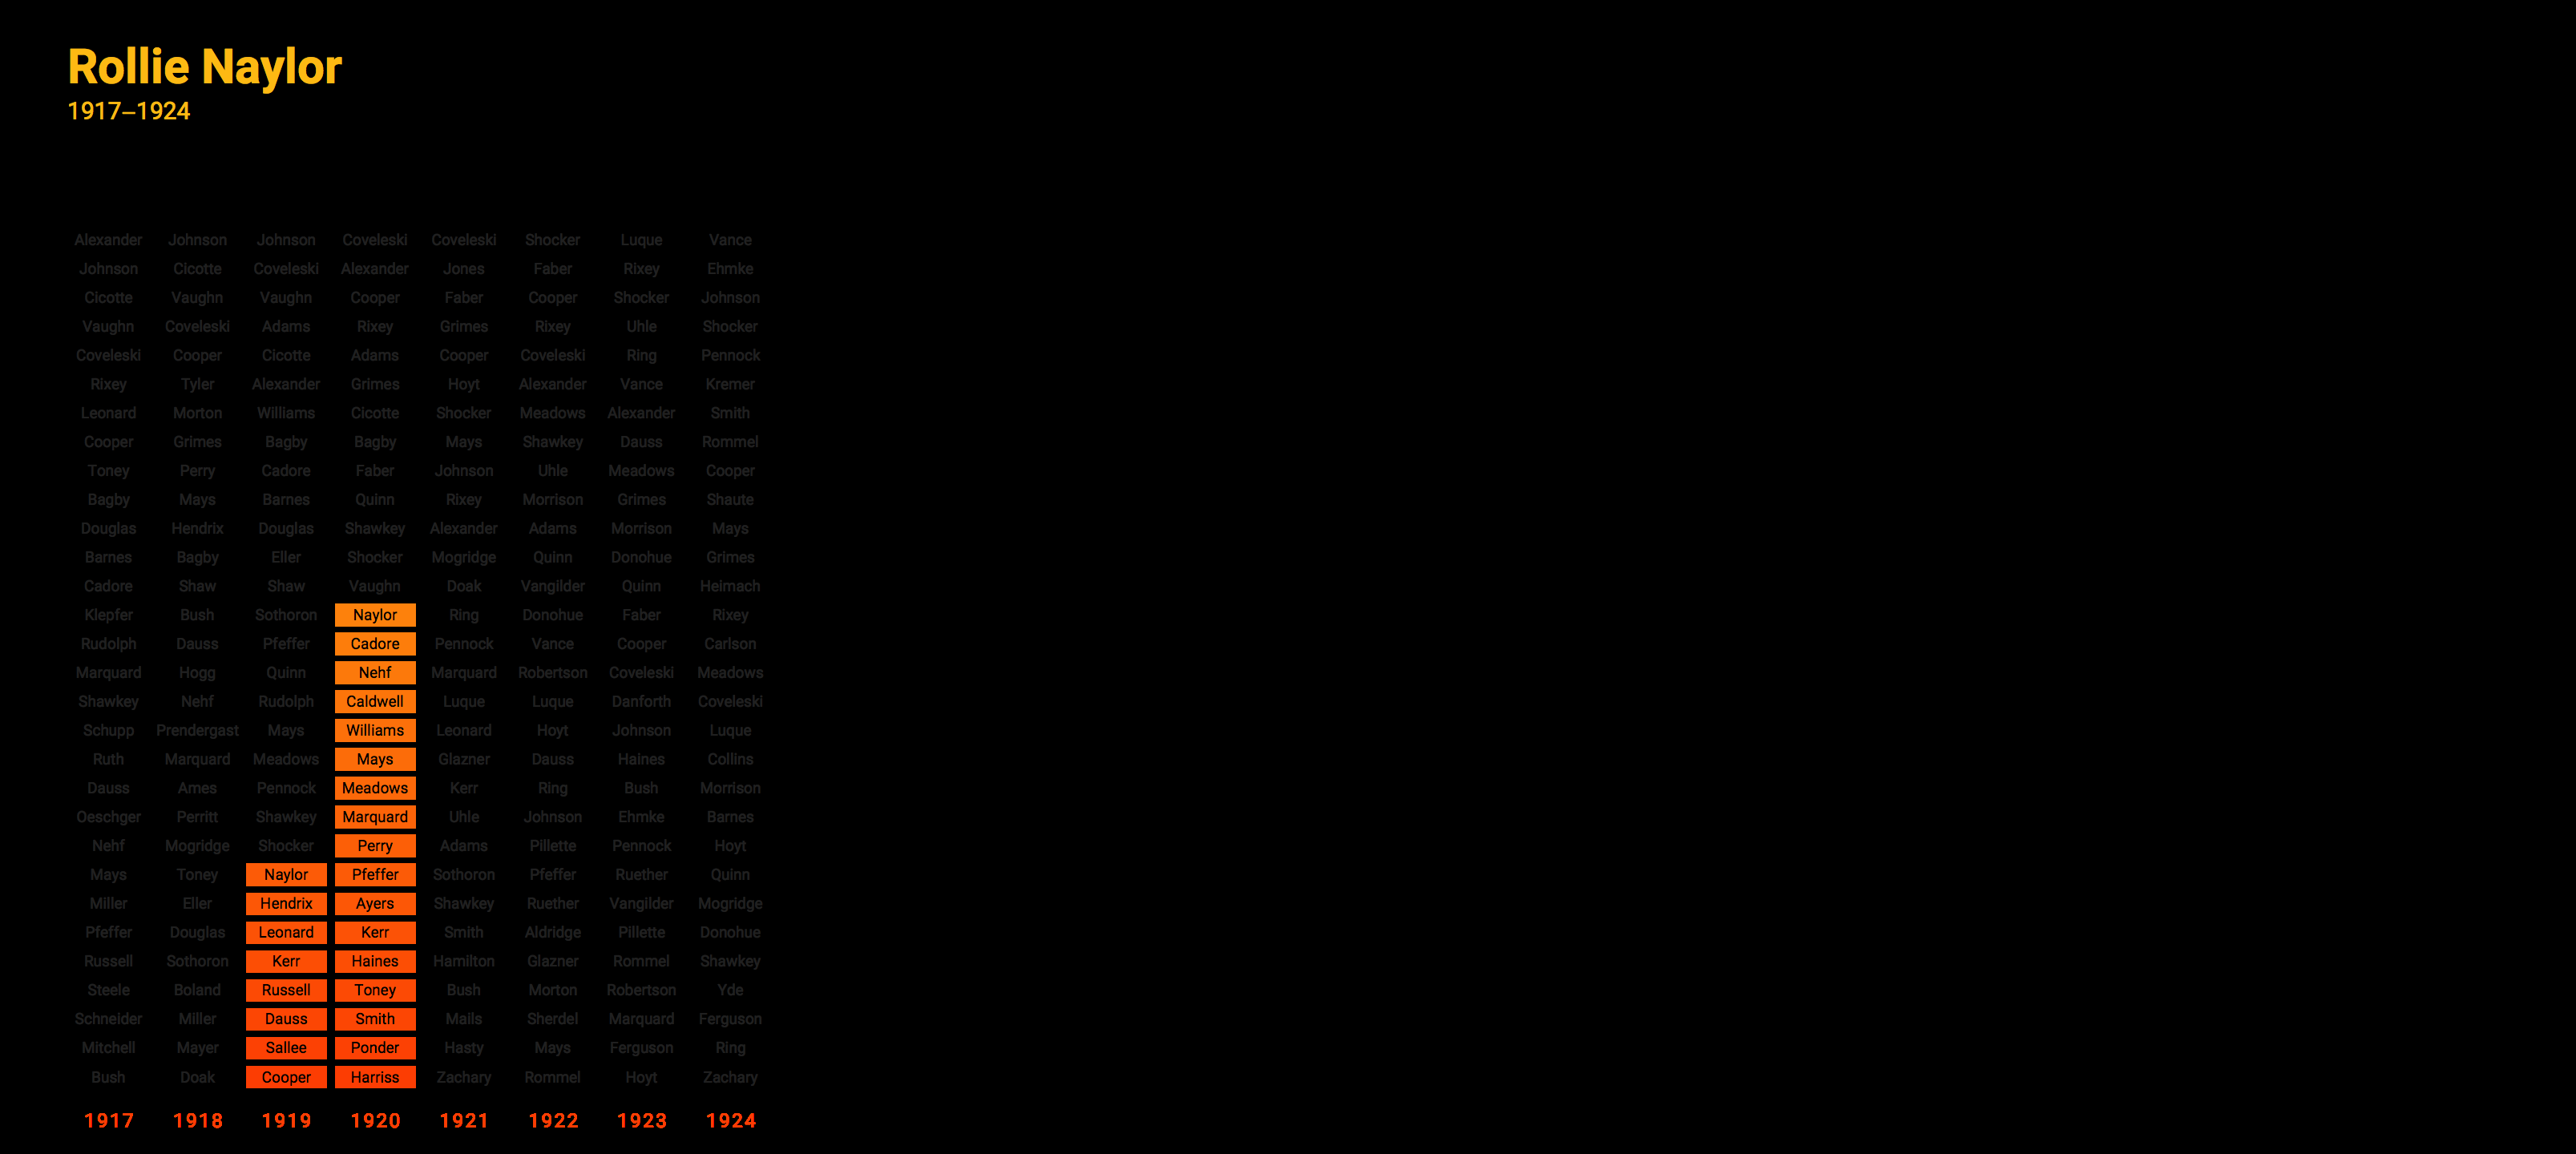 Rollie Naylor
1917–1924
Alexander Johnson Johnson Coveleski Coveleski Shocker Luque Vance
Johnson Cicotte Coveleski Alexander Jones Faber Rixey Ehmke
Cicotte Vaughn Vaughn Cooper Faber Cooper Shocker Johnson
Vaughn Coveleski Adams Rixey Grimes Rixey Uhle Shocker
Coveleski Cooper Cicotte Adams Cooper Coveleski Ring Pennock
Rixey Tyler Alexander Grimes Hoyt Alexander Vance Kremer
Leonard Morton Williams Cicotte Shocker Meadows Alexander Smith
Cooper Grimes Bagby Bagby Mays Shawkey Dauss Rommel
Toney Perry Cadore Faber Johnson Uhle Meadows Cooper
Bagby Mays Barnes Quinn Rixey Morrison Grimes Shaute
Douglas Hendrix Douglas Shawkey Alexander Adams Morrison Mays
Barnes Bagby Eller Shocker Mogridge Quinn Donohue Grimes
Cadore Shaw Shaw Vaughn Doak Vangilder Quinn Heimach
Klepfer Bush Sothoron Naylor Ring Donohue Faber Rixey
Rudolph Dauss Pfeffer Cadore Pennock Vance Cooper Carlson
Marquard Hogg Quinn Nehf Marquard Robertson Coveleski Meadows
Shawkey Nehf Rudolph Caldwell Luque Luque Danforth Coveleski
Schupp Prendergast Mays Williams Leonard Hoyt Johnson Luque
Ruth Marquard Meadows Mays Glazner Dauss Haines Collins
Dauss Ames Pennock Meadows Kerr Ring Bush Morrison
Oeschger Perritt Shawkey Marquard Uhle Johnson Ehmke Barnes
Nehf Mogridge Shocker Perry Adams Pillette Pennock Hoyt
Mays Toney Naylor Pfeffer Sothoron Pfeffer Ruether Quinn
Miller Eller Hendrix Ayers Shawkey Ruether Vangilder Mogridge
Pfeffer Douglas Leonard Kerr Smith Aldridge Pillette Donohue
Russell Sothoron Kerr Haines Hamilton Glazner Rommel Shawkey
Steele Boland Russell Toney Bush Morton Robertson Yde
Schneider Miller Dauss Smith Mails Sherdel Marquard Ferguson
Mitchell Mayer Sallee Ponder Hasty Mays Ferguson Ring
Bush Doak Cooper Harriss Zachary Rommel Hoyt Zachary
1917 1918 1919 1920 1921 1922 1923 1924